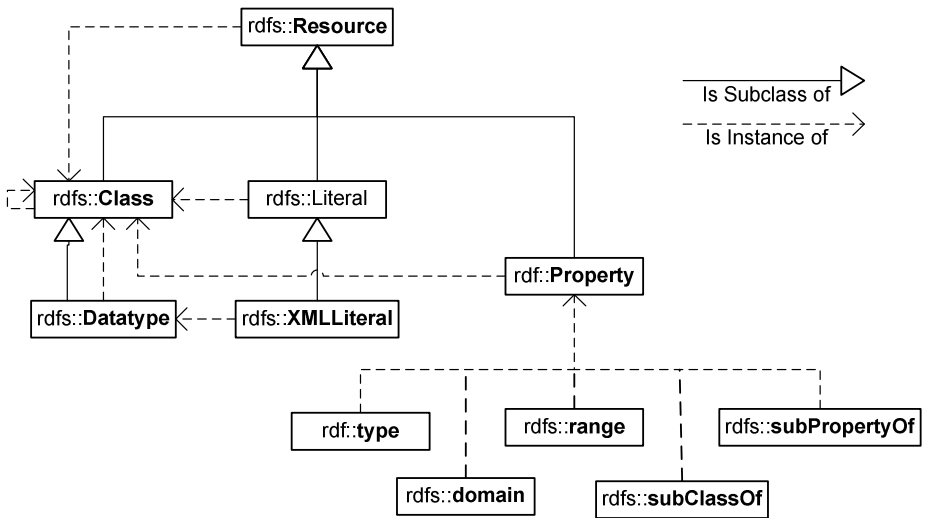 rdfs::Resource
Is Subclass of
Is Instance of
rdfs::Class
rdfs::Literal
rdf::Property
rdfs::Datatype
rdfs::XMLLiteral
rdf::type
rdfs::range
rdfs::subPropertyOf
rdfs::domain
rdfs::subClassOf